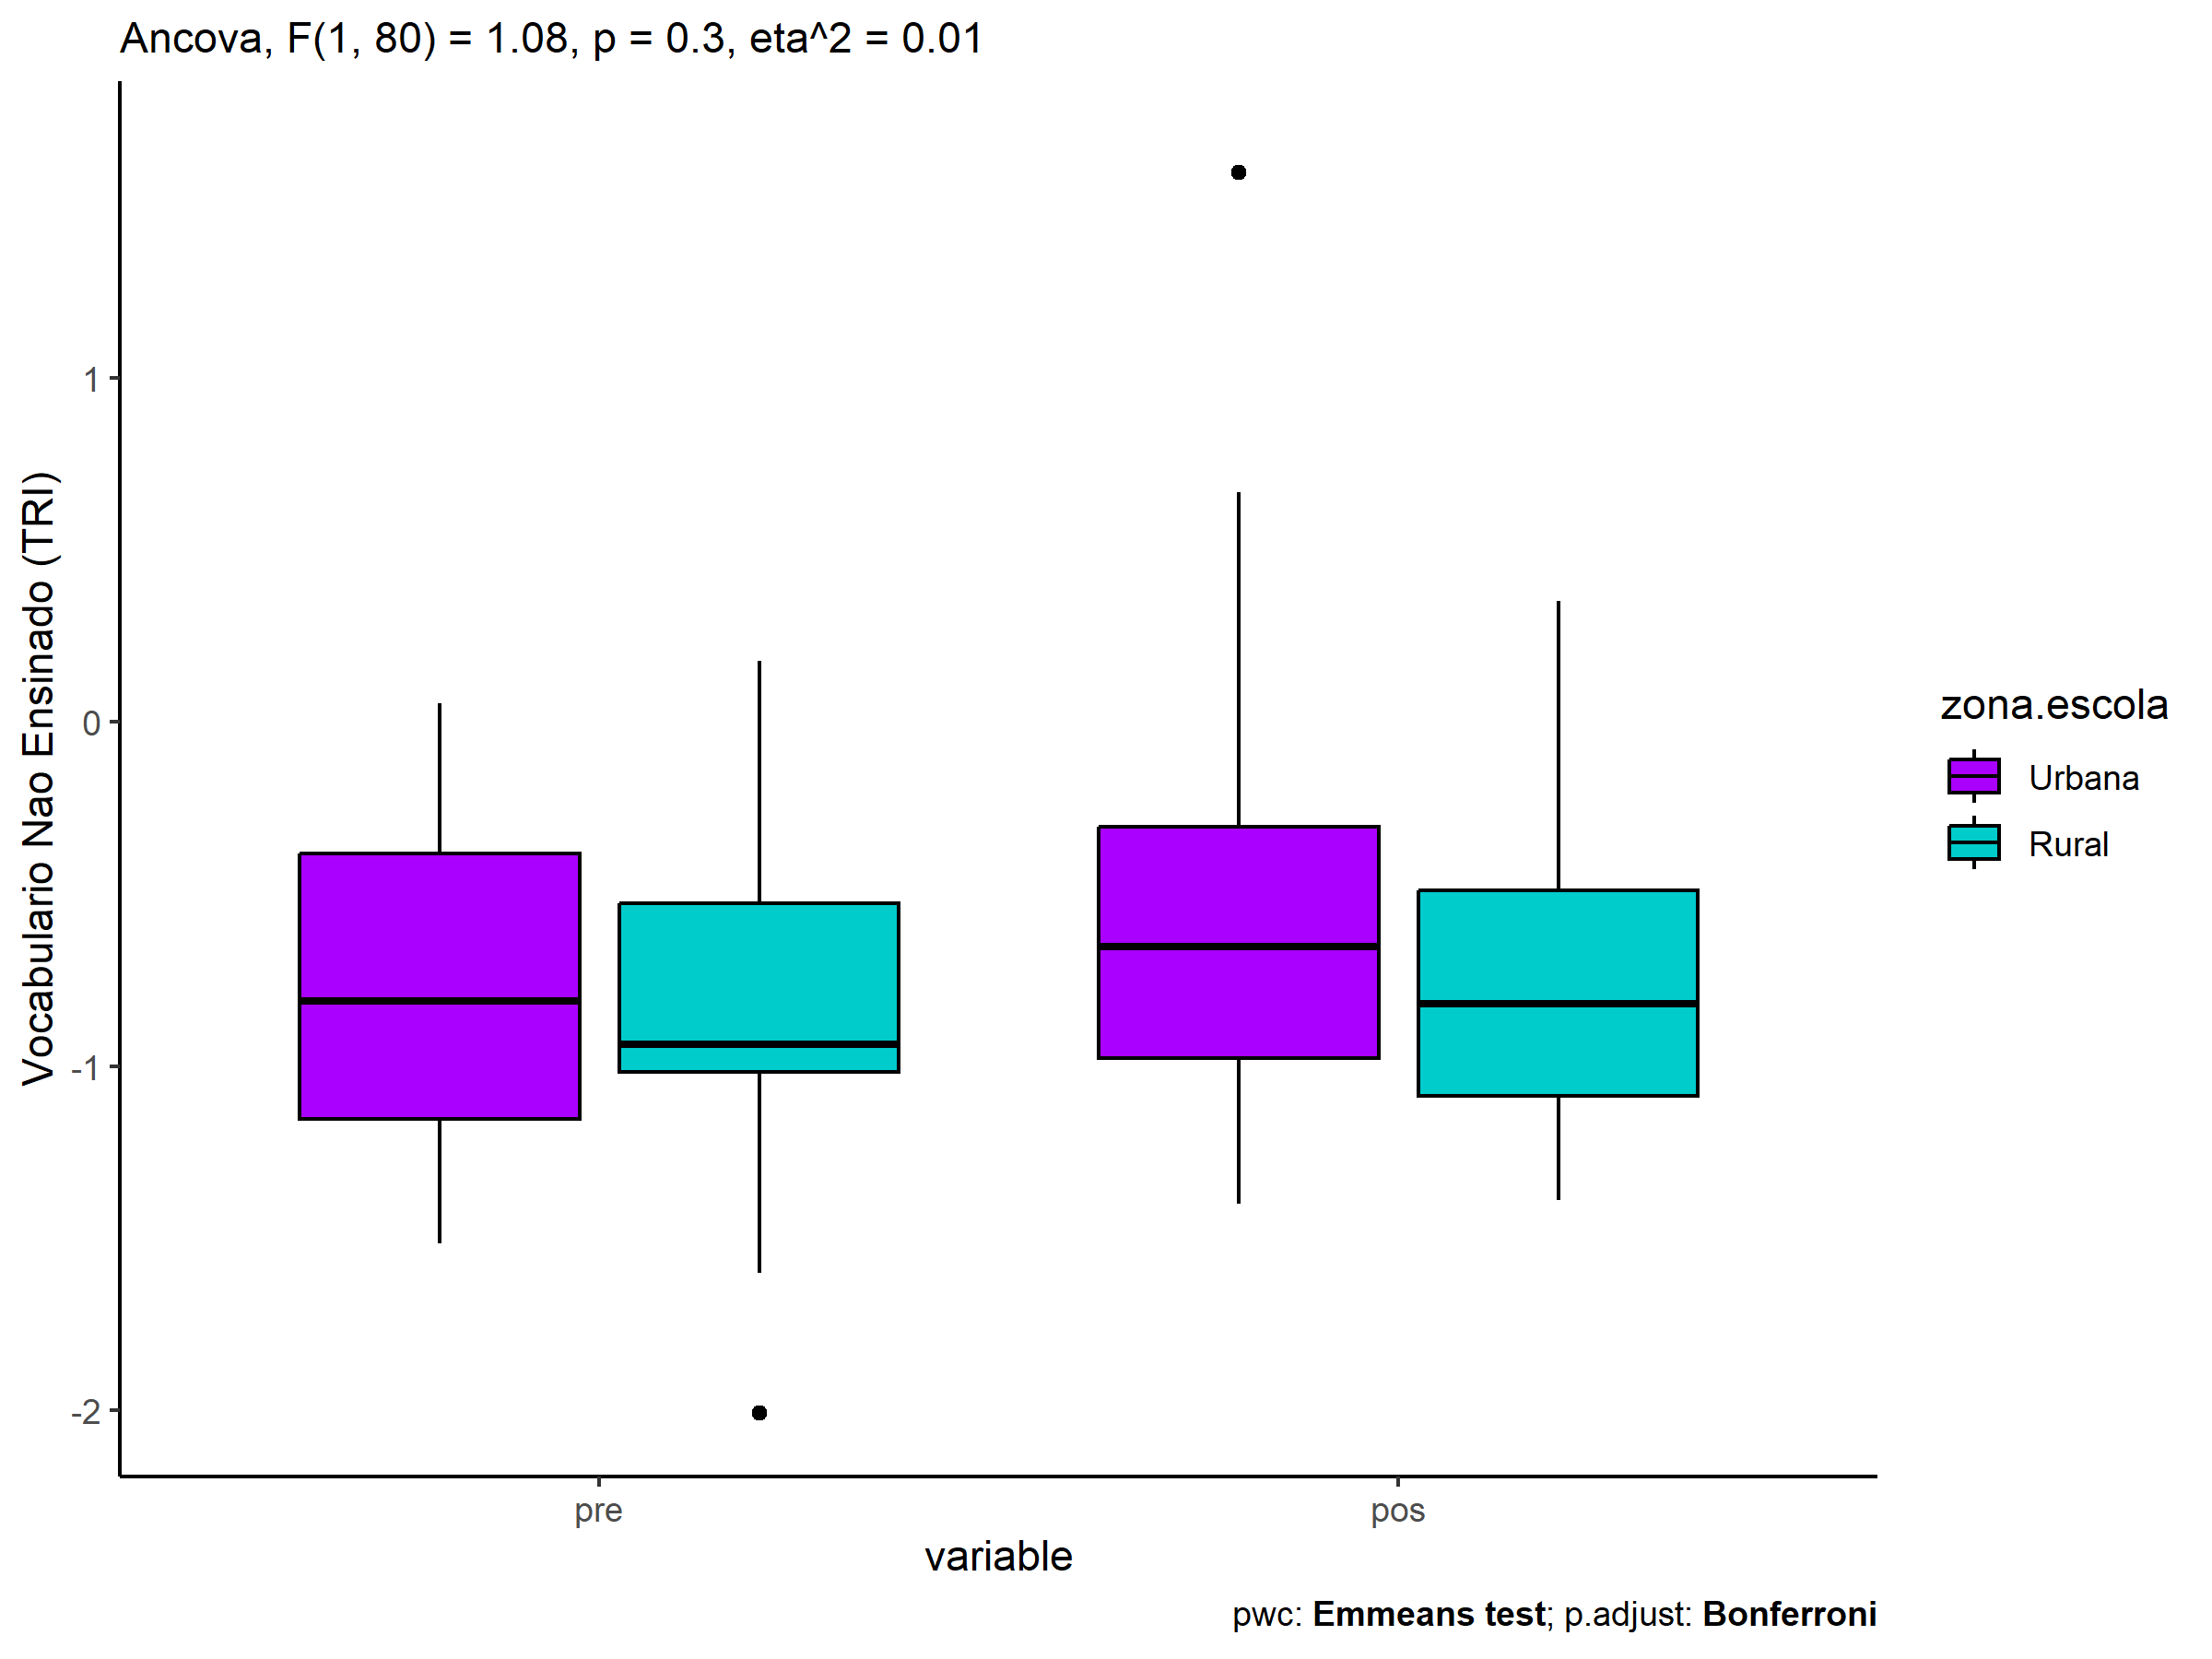 Ancova, F(1, 80) = 1.08, p = 0.3, eta^2 = 0.01
Vocabulario Nao Ensinado (TRI)
1
0
-1
-2
pre
pos
variable
zona.escola
Urbana
Rural
pwc: Emmeans test; p.adjust: Bonferroni